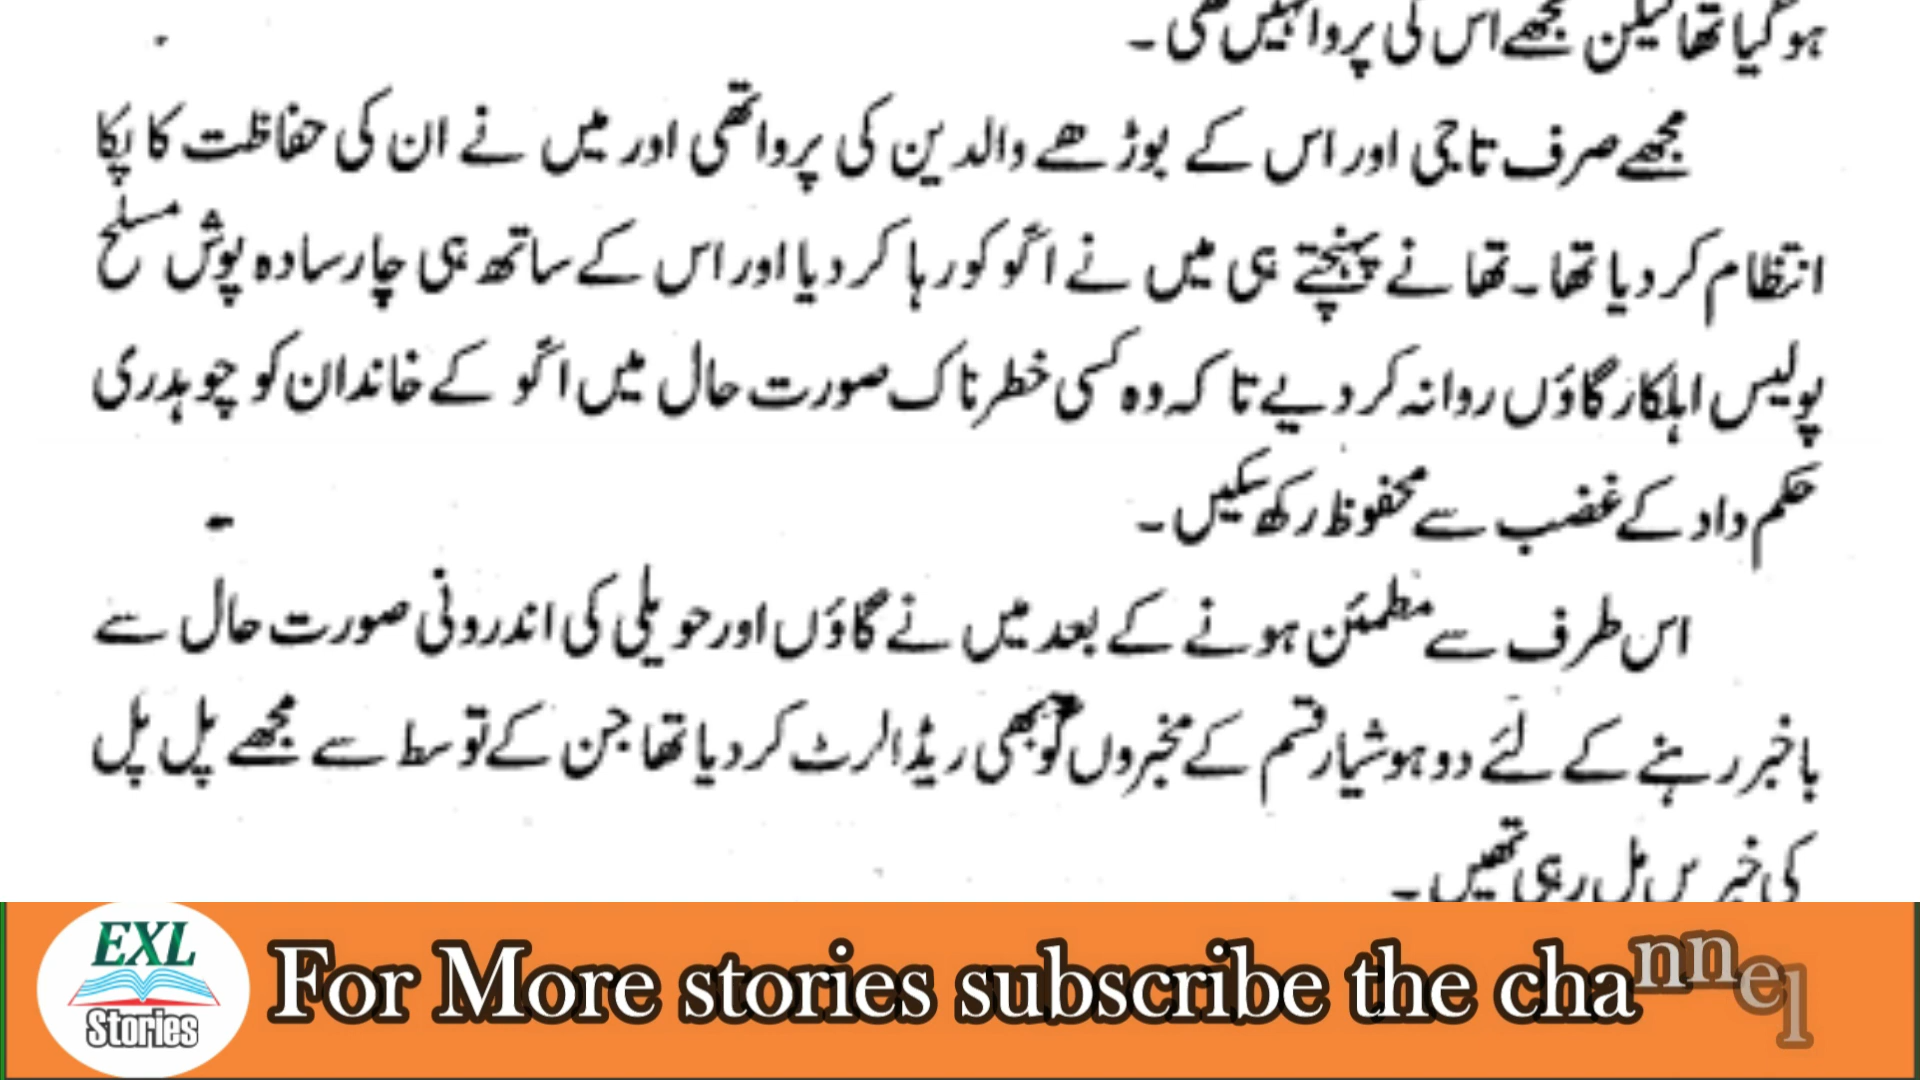 ہو گیا تھا لیکن مجھے اس کی پروا نہیں تھی ۔
مجھے صرف تاجی اور اس کے بوڑھے والدین کی پروا تھی اور میں نے ان کی حفاظت کا پکا
انتظام کر دیا تھا ۔ تھانے پہنچتے ہی میں نے اکو کو رہا کر دیا اور اس کے ساتھ ہی چار سادہ پوش مسلح
پولیس اہلکار گاؤں روانہ کر دیے تا کہ وہ کسی خطرناک صورت حال میں اکو کے خاندان کو چوہدری
حکم داد کے غضب سے محفوظ رکھ سکیں ۔
اس طرف سے مطمئن ہونے کے بعد میں نے گاؤں اور حویلی کی اندرونی صورت حال سے
باخبر رہنے کے لئے دو ہوشیار قسم کے مخبروں کو بھی ریڈ الرٹ کر دیا تھا جن کے توسط سے مجھے پل پل
کی خبریں مل رہی تھیں ۔
EXL
Stories
For More stories subscribe the channel